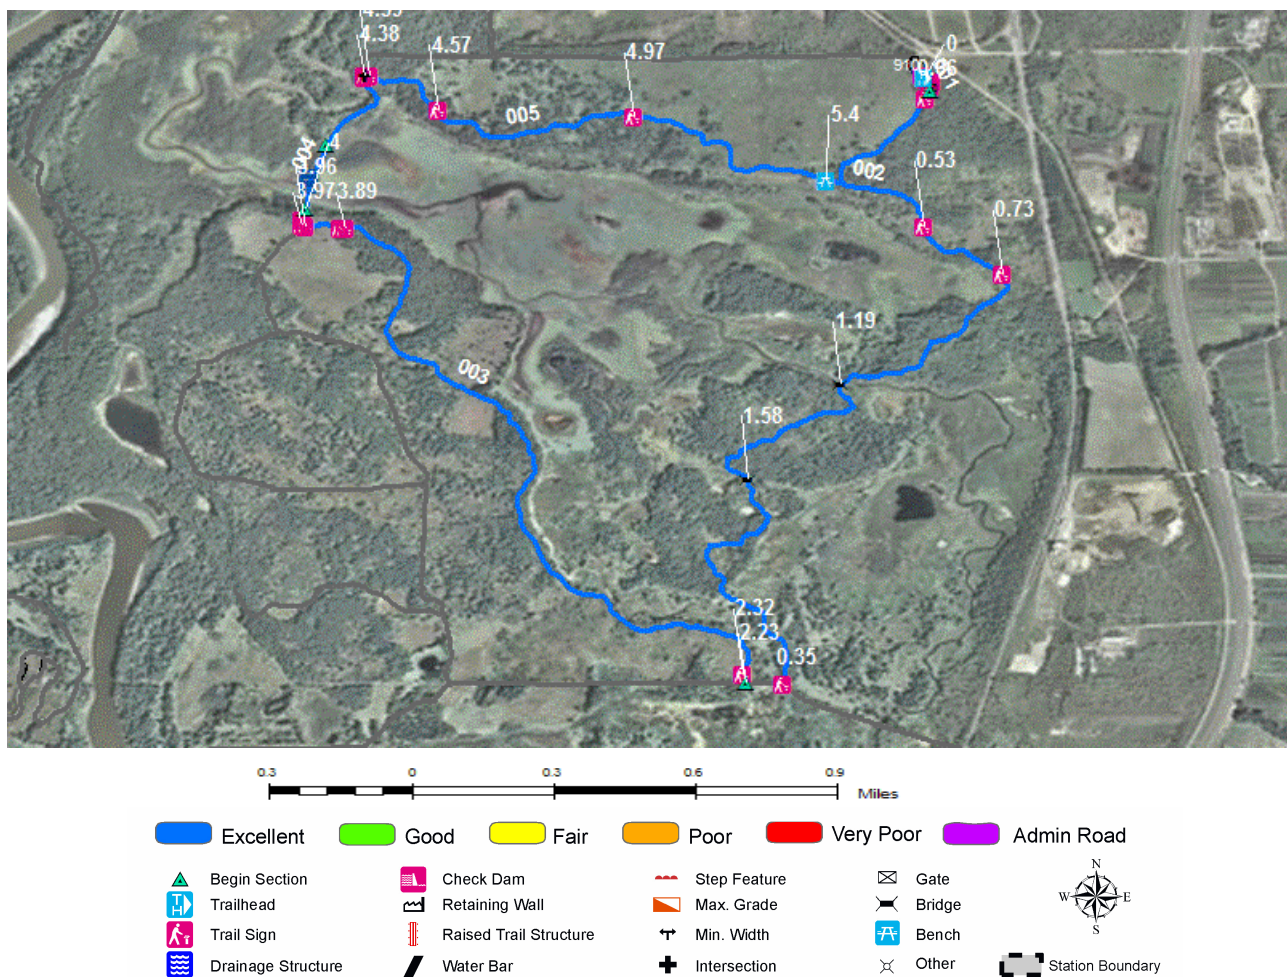 4.38
4.57
4.97
0
005
5.4
004
4
3.96
002
0.53
3.97
3.89
0.73
1.19
003
1.58
2.32
2.23
0.35
0.3 0 0.3 0.6 0.9
Miles
Excellent Good Fair Poor Very Poor Admin Road
Begin Section Check Dam Step Feature Gate N
Trailhead Retaining Wall Max. Grade Bridge W E
Trail Sign Raised Trail Structure Min. Width Bench S
Drainage Structure Water Bar Intersection Other Station Boundary